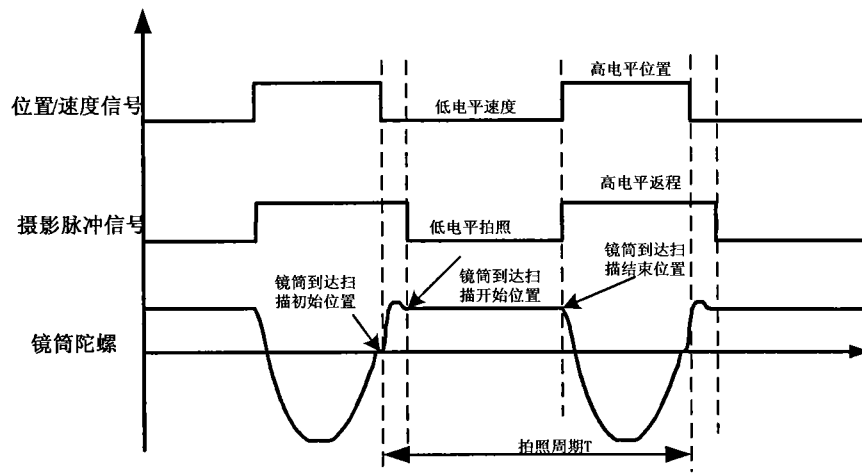 高电平位置
位置/速度信号
低电平速度
高电平返程
摄影脉冲信号
低电平拍照
镜筒到达扫
描初始位置
镜筒到达扫
描开始位置
镜筒到达扫
描结束位置
镜筒陀螺
拍照周期T